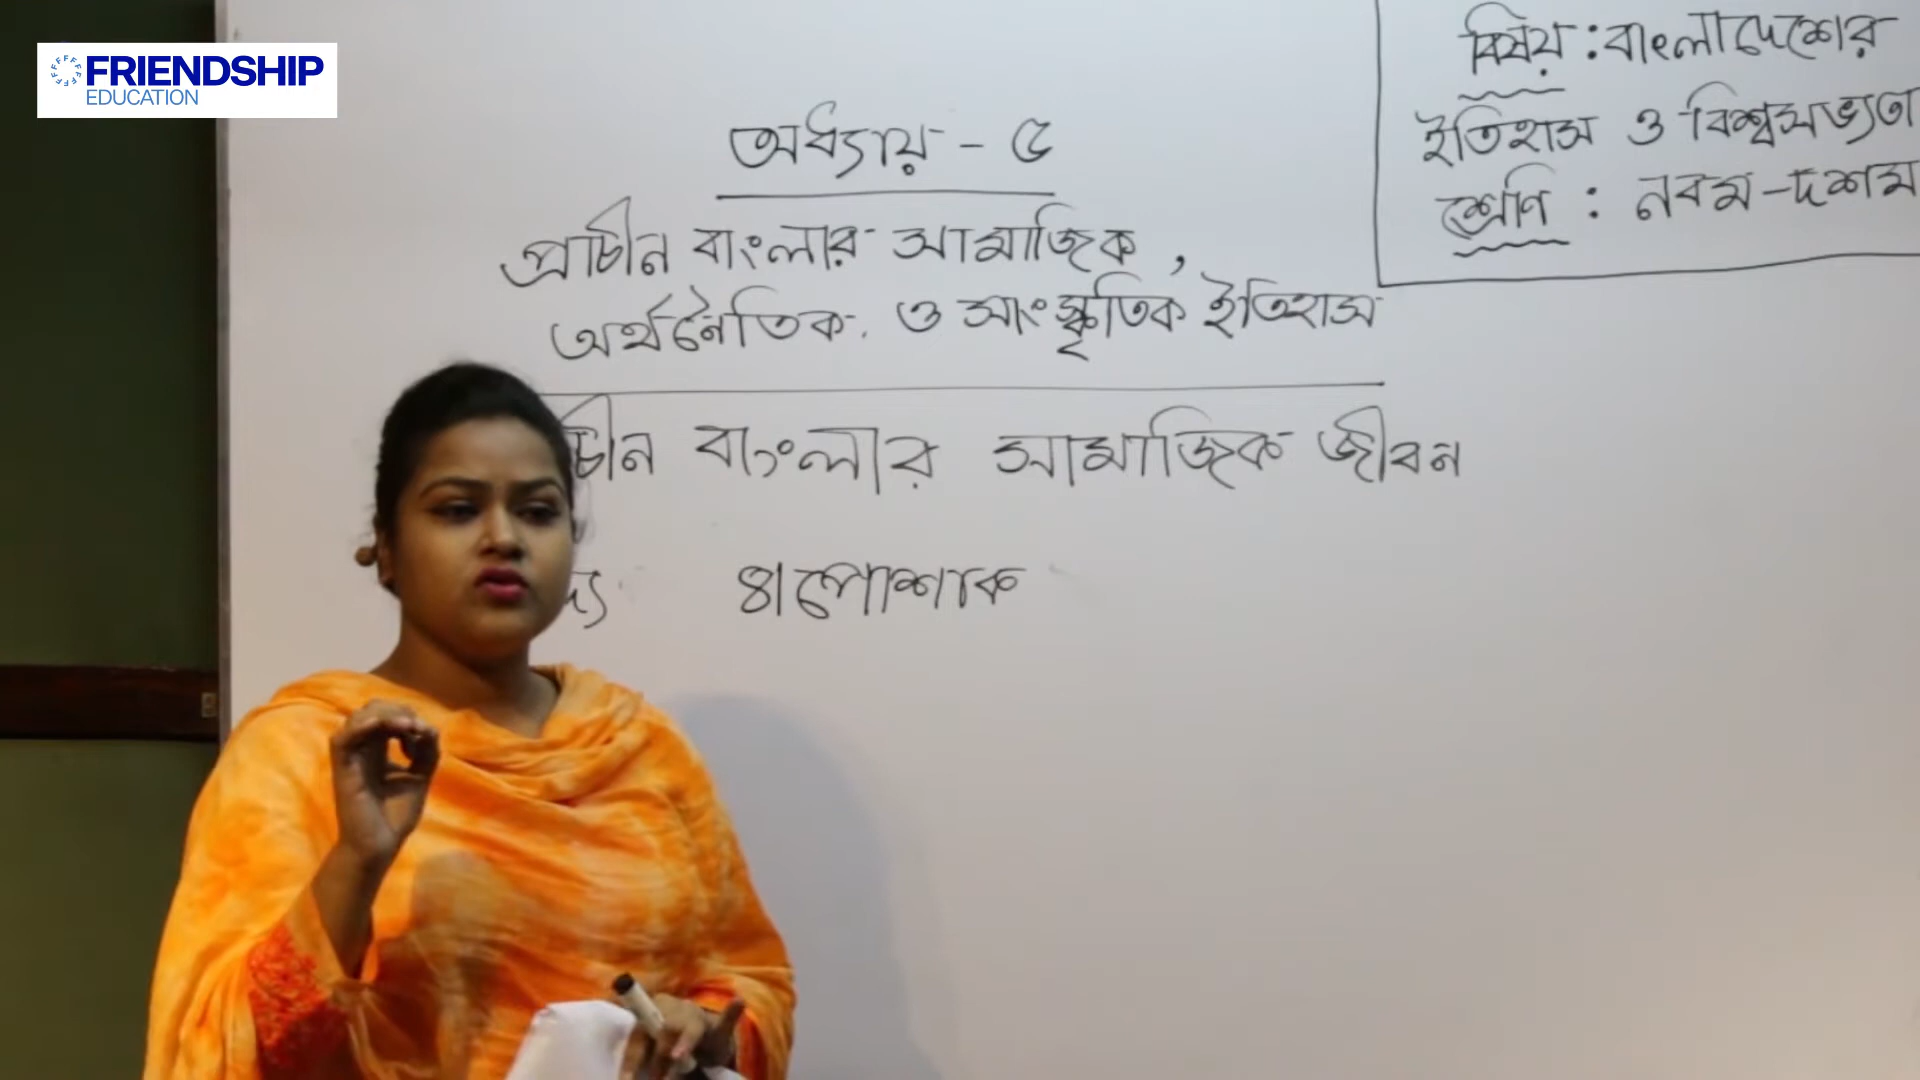 FRIENDSHIP
EDUCATION
বিষয় : বাংলাদেশের
ইতিহাস ও বিশ্বসভ্যতা
শ্রেণি : নবম-দশম
অধ্যায় - ৫
প্রাচীন বাংলার সামাজিক,
অর্থনৈতিক ও সাংস্কৃতিক ইতিহাস
চীন বাংলার সামাজিক জীবন
দ্য ৪। পোশাক